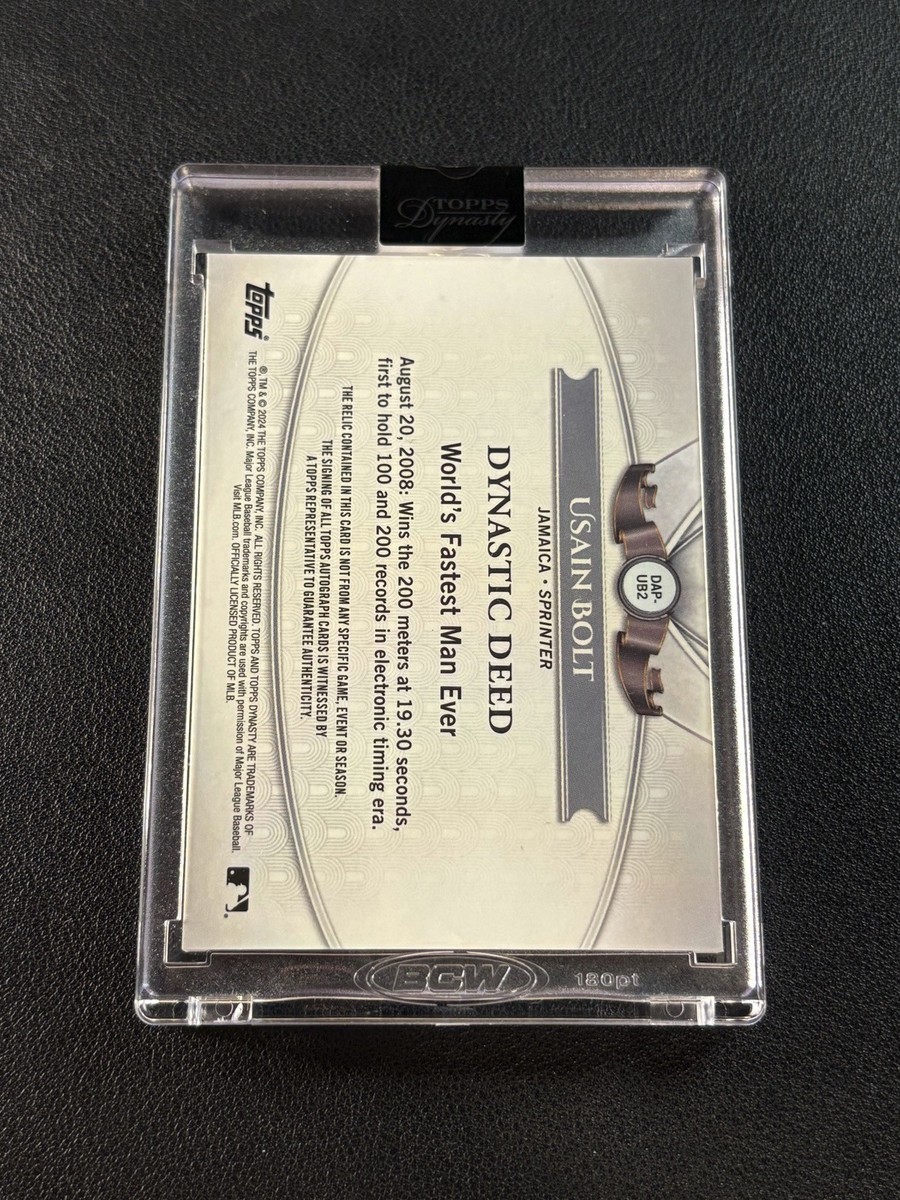 TOPPS
Dynasty
DAP-
UB2
USAIN BOLT
JAMAICA • SPRINTER
DYNASTIC DEED
World's Fastest Man Ever
August 20, 2008: Wins the 200 meters at 19.30 seconds,
first to hold 100 and 200 records in electronic timing era.
THE RELIC CONTAINED IN THIS CARD IS NOT FROM ANY SPECIFIC GAME, EVENT OR SEASON.
THE SIGNING OF ALL TOPPS AUTOGRAPH CARDS IS WITNESSED BY
A TOPPS REPRESENTATIVE TO GUARANTEE AUTHENTICITY.
topps®
®, TM & © 2024 THE TOPPS COMPANY, INC. ALL RIGHTS RESERVED. TOPPS AND TOPPS DYNASTY ARE TRADEMARKS OF
THE TOPPS COMPANY, INC. Major League Baseball trademarks and copyrights are used with permission of Major League Baseball.
Visit MLB.com. OFFICIALLY LICENSED PRODUCT OF MLB.
BCW
180pt